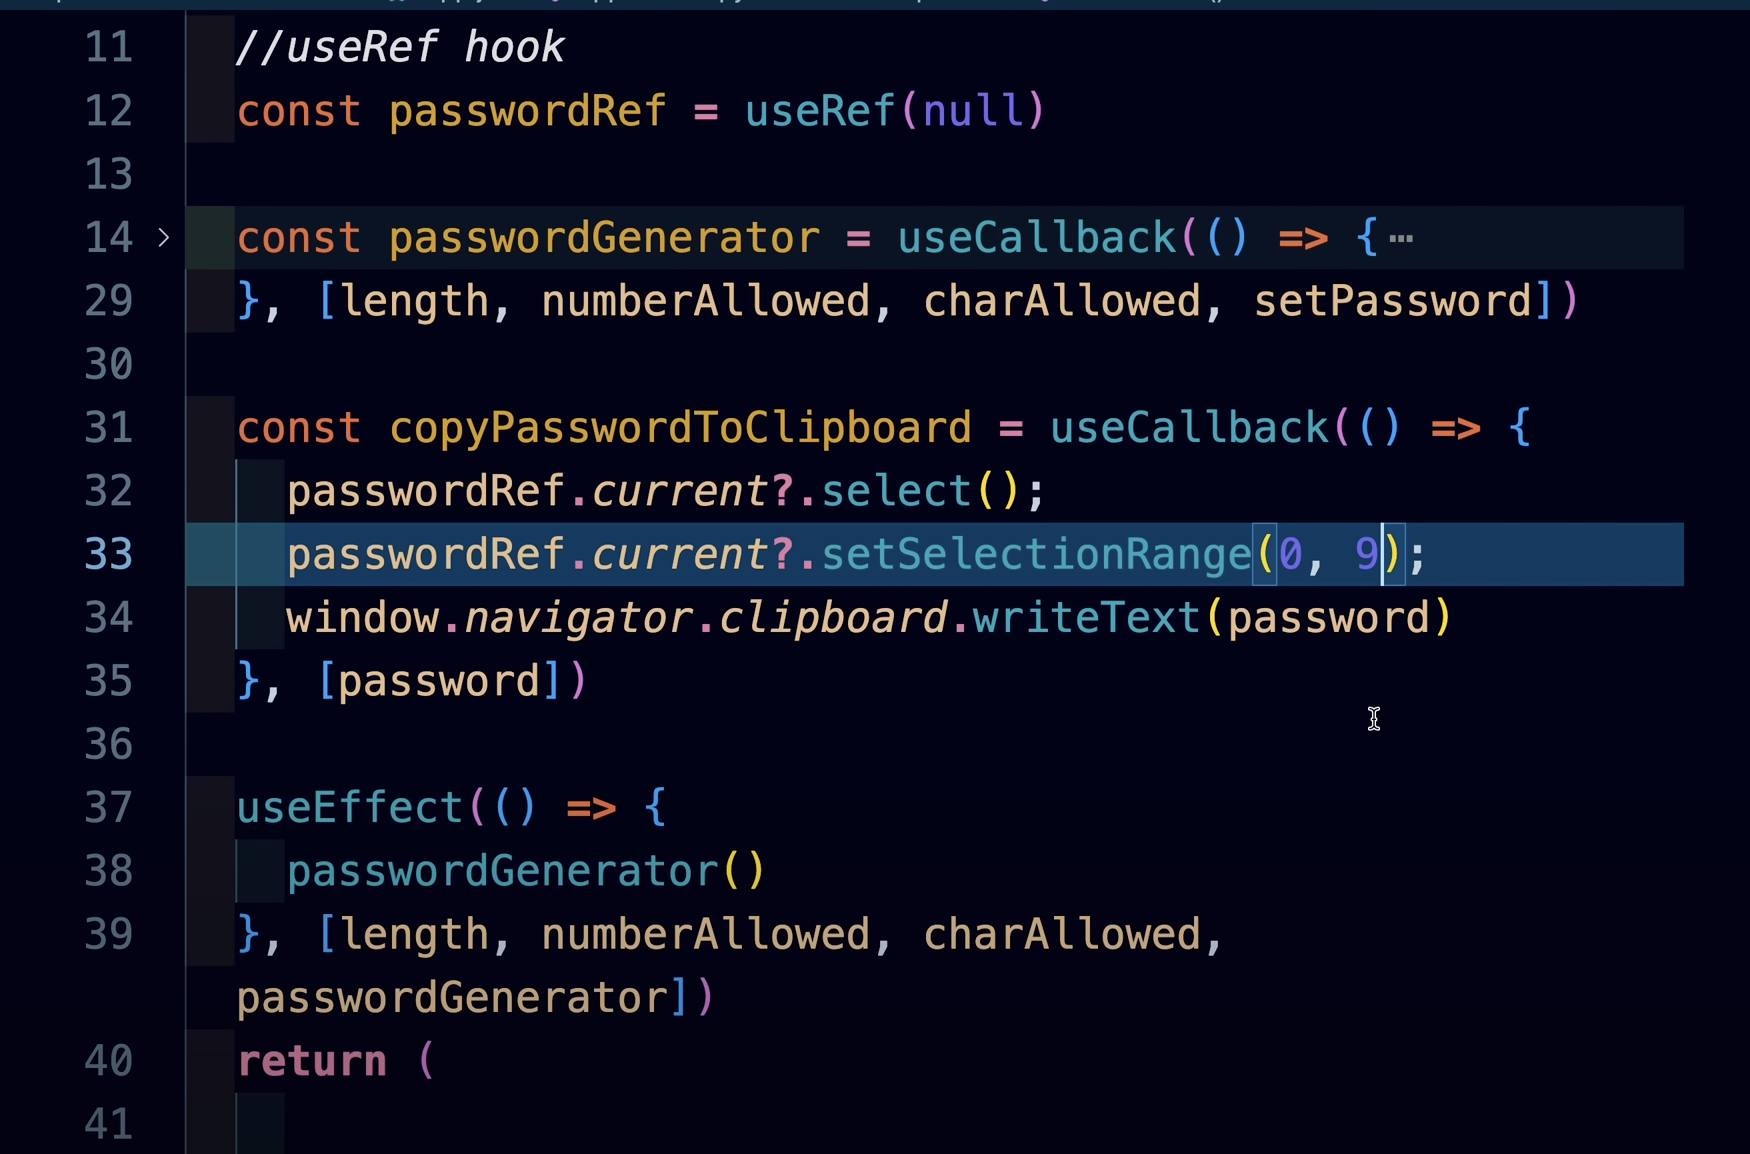 11 //useRef hook
12 const passwordRef = useRef(null)
13
14 const passwordGenerator = useCallback(() => {…
29 }, [length, numberAllowed, charAllowed, setPassword])
30
31 const copyPasswordToClipboard = useCallback(() => {
32 passwordRef.current?.select();
33 passwordRef.current?.setSelectionRange(0, 9);
34 window.navigator.clipboard.writeText(password)
35 }, [password])
36
37 useEffect(() => {
38 passwordGenerator()
39 }, [length, numberAllowed, charAllowed,
passwordGenerator])
40 return (
41